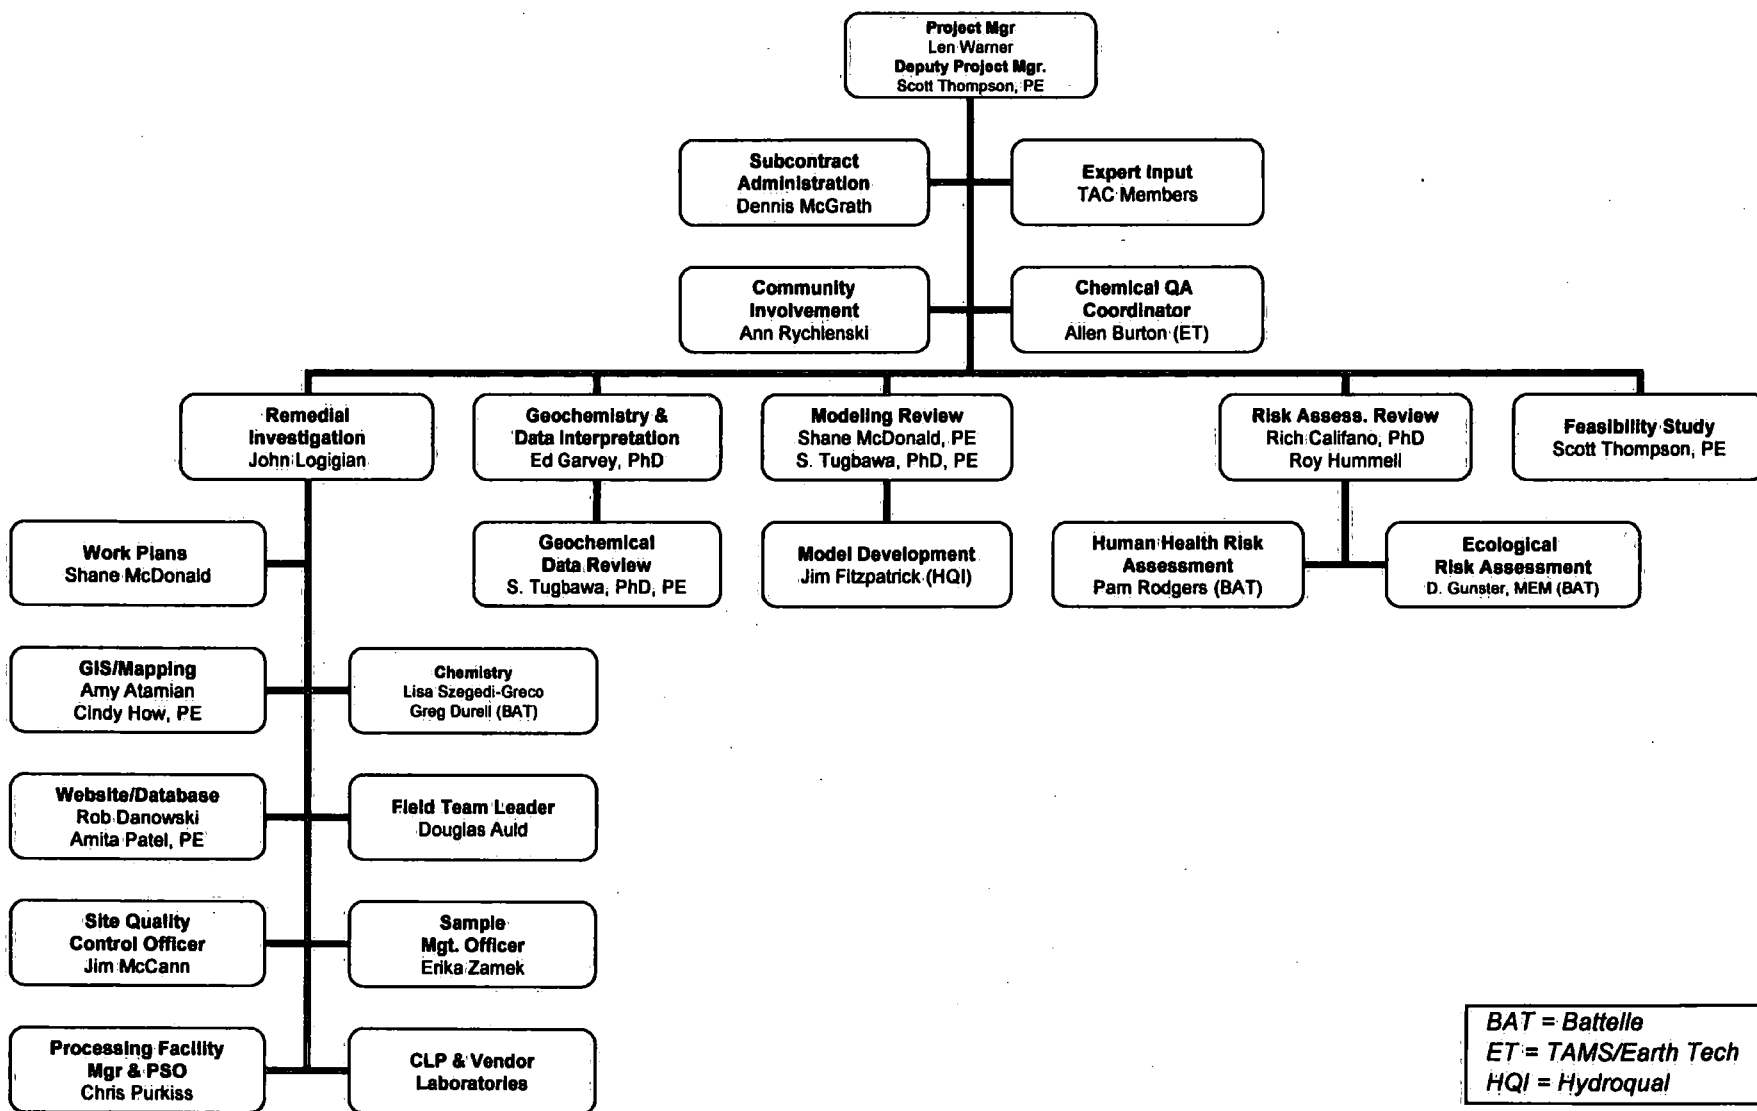 Project Mgr
Len Warner
Deputy Project Mgr.
Scott Thompson, PE
Subcontract
Administration
Dennis McGrath
Expert Input
TAC Members
Community
Involvement
Ann Rychlenski
Chemical QA
Coordinator
Allen Burton (ET)
Remedial
Investigation
John Logigian
Geochemistry &
Data Interpretation
Ed Garvey, PhD
Modeling Review
Shane McDonald, PE
S. Tugbawa, PhD, PE
Risk Assess. Review
Rich Califano, PhD
Roy Hummell
Feasibility Study
Scott Thompson, PE
Work Plans
Shane McDonald
Geochemical
Data Review
S. Tugbawa, PhD, PE
Model Development
Jim Fitzpatrick (HQI)
Human Health Risk
Assessment
Pam Rodgers (BAT)
Ecological
Risk Assessment
D. Gunster, MEM (BAT)
GIS/Mapping
Amy Atamian
Cindy How, PE
Chemistry
Lisa Szegedi-Greco
Greg Durell (BAT)
Website/Database
Rob Danowski
Amita Patel, PE
Field Team Leader
Douglas Auld
Site Quality
Control Officer
Jim McCann
Sample
Mgt. Officer
Erika Zamek
Processing Facility
Mgr & PSO
Chris Purkiss
CLP & Vendor
Laboratories
BAT = Battelle
ET = TAMS/Earth Tech
HQI = Hydroqual